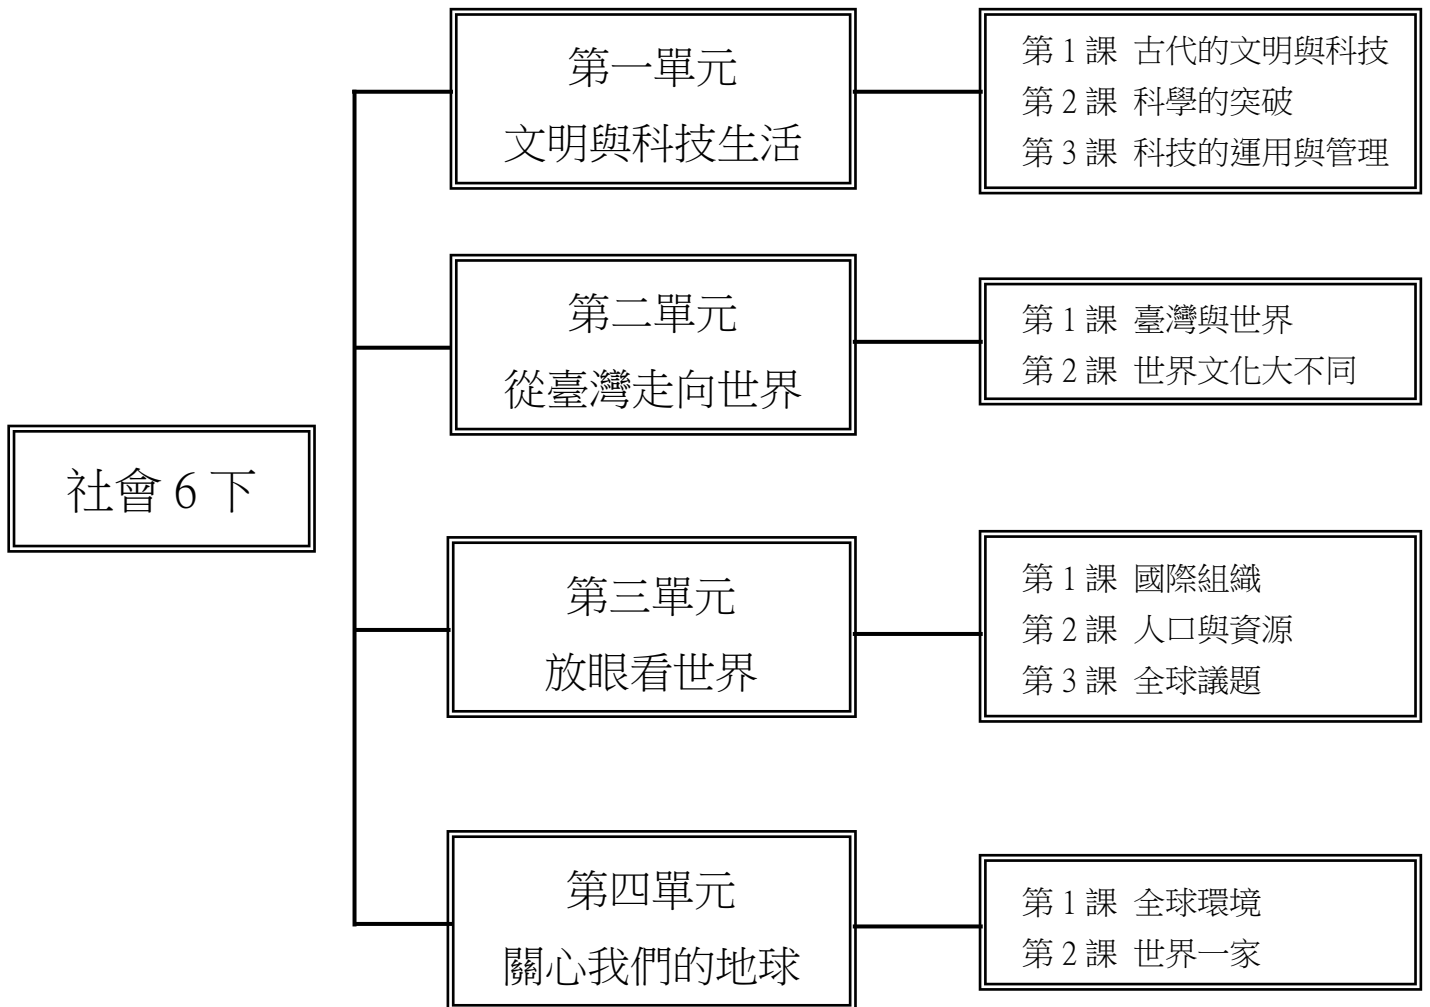 社會 6 下
第一單元
文明與科技生活
第 1 課 古代的文明與科技
第 2 課 科學的突破
第 3 課 科技的運用與管理
第二單元
從臺灣走向世界
第 1 課 臺灣與世界
第 2 課 世界文化大不同
第三單元
放眼看世界
第 1 課 國際組織
第 2 課 人口與資源
第 3 課 全球議題
第四單元
關心我們的地球
第 1 課 全球環境
第 2 課 世界一家